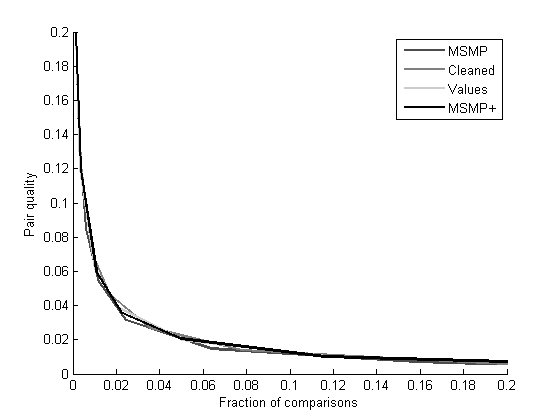 0.2
0.18
0.16
0.14
0.12
0.1
0.08
0.06
0.04
0.02
0
Pair quality
MSMP
Cleaned
Values
MSMP+
0 0.02 0.04 0.06 0.08 0.1 0.12 0.14 0.16 0.18 0.2
Fraction of comparisons